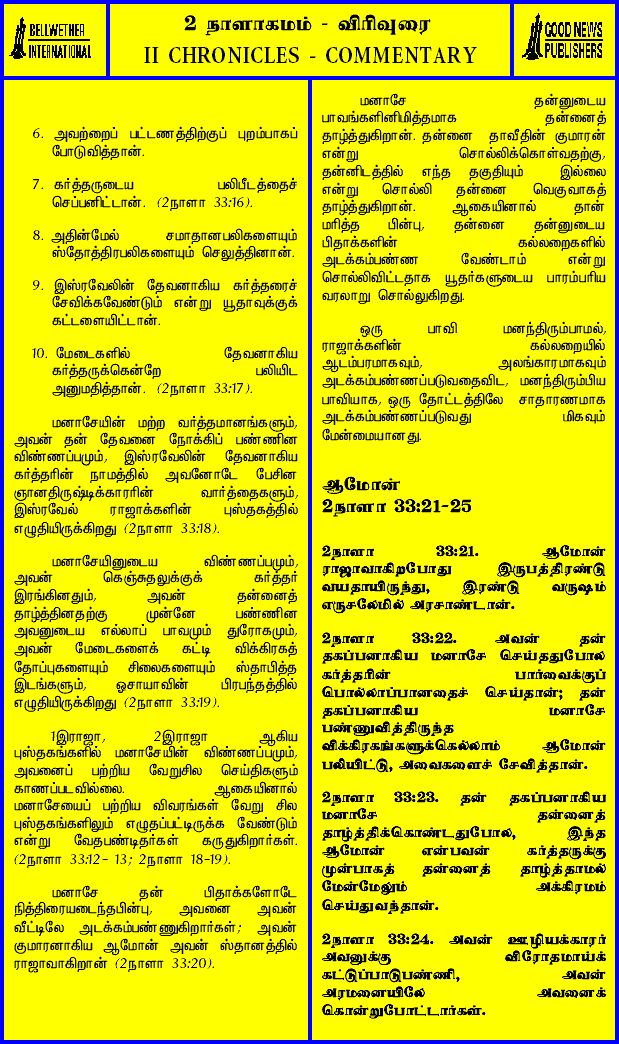 BELLWETHER
INTERNATIONAL
2 நாளாகமம் - விரிவுரை
II CHRONICLES - COMMENTARY
GOOD NEWS
PUBLISHERS
6. அவற்றைப் பட்டணத்திற்குப் புறம்பாகப்
போடுவித்தான்.
7. கர்த்தருடைய பலிபீடத்தைச்
செப்பனிட்டான். (2நாளா 33:16).
8. அதின்மேல் சமாதானபலிகளையும்
ஸ்தோத்திரபலிகளையும் செலுத்தினான்.
9. இஸ்ரவேலின் தேவனாகிய கர்த்தரைச்
சேவிக்கவேண்டும் என்று யூதாவுக்குக்
கட்டளையிட்டான்.
10. மேடைகளில் தேவனாகிய
கர்த்தருக்கென்றே பலியிட
அனுமதித்தான். (2நாளா 33:17).
மனாசேயின் மற்ற வர்த்தமானங்களும்,
அவன் தன் தேவனை நோக்கிப் பண்ணின
விண்ணப்பமும், இஸ்ரவேலின் தேவனாகிய
கர்த்தரின் நாமத்தில் அவனோடே பேசின
ஞானதிருஷ்டிக்காரரின் வார்த்தைகளும்,
இஸ்ரவேல் ராஜாக்களின் புஸ்தகத்தில்
எழுதியிருக்கிறது (2நாளா 33:18).
மனாசேயினுடைய விண்ணப்பமும்,
அவன் கெஞ்சுதலுக்குக் கர்த்தர்
இரங்கினதும், அவன் தன்னைத்
தாழ்த்தினதற்கு முன்னே பண்ணின
அவனுடைய எல்லாப் பாவமும் துரோகமும்,
அவன் மேடைகளைக் கட்டி விக்கிரகத்
தோப்புகளையும் சிலைகளையும் ஸ்தாபித்த
இடங்களும், ஓசாயாவின் பிரபந்தத்தில்
எழுதியிருக்கிறது (2நாளா 33:19).
1இராஜா, 2இராஜா ஆகிய
புஸ்தகங்களில் மனாசேயின் விண்ணப்பமும்,
அவனைப் பற்றிய வேறுசில செய்திகளும்
காணப்படவில்லை. ஆகையினால்
மனாசேயைப் பற்றிய விவரங்கள் வேறு சில
புஸ்தகங்களிலும் எழுதப்பட்டிருக்க வேண்டும்
என்று வேதபண்டிதர்கள் கருதுகிறார்கள்.
(2நாளா 33:12- 13; 2நாளா 18-19).
மனாசே தன் பிதாக்களோடே
நித்திரையடைந்தபின்பு, அவனை அவன்
வீட்டிலே அடக்கம்பண்ணுகிறார்கள்; அவன்
குமாரனாகிய ஆமோன் அவன் ஸ்தானத்தில்
ராஜாவாகிறான் (2நாளா 33:20).
மனாசே தன்னுடைய
பாவங்களினிமித்தமாக தன்னைத்
தாழ்த்துகிறான். தன்னை தாவீதின் குமாரன்
என்று சொல்லிக்கொள்வதற்கு,
தன்னிடத்தில் எந்த தகுதியும் இல்லை
என்று சொல்லி தன்னை வெகுவாகத்
தாழ்த்துகிறான். ஆகையினால் தான்
மரித்த பின்பு, தன்னை தன்னுடைய
பிதாக்களின் கல்லறைகளில்
அடக்கம்பண்ண வேண்டாம் என்று
சொல்லிவிட்டதாக யூதர்களுடைய பாரம்பரிய
வரலாறு சொல்லுகிறது.
ஒரு பாவி மனந்திரும்பாமல்,
ராஜாக்களின் கல்லறையில்
ஆடம்பரமாகவும், அலங்காரமாகவும்
அடக்கம்பண்ணப்படுவதைவிட, மனந்திரும்பிய
பாவியாக, ஒரு தோட்டத்திலே சாதாரணமாக
அடக்கம்பண்ணப்படுவது மிகவும்
மேன்மையானது.
ஆமோன்
2நாளா 33:21-25
2நாளா 33:21. ஆமோன்
ராஜாவாகிறபோது இருபத்திரண்டு
வயதாயிருந்து, இரண்டு வருஷம்
எருசலேமில் அரசாண்டான்.
2நாளா 33:22. அவன் தன்
தகப்பனாகிய மனாசே செய்ததுபோல
கர்த்தரின் பார்வைக்குப்
பொல்லாப்பானதைச் செய்தான்; தன்
தகப்பனாகிய மனாசே
பண்ணுவித்திருந்த
விக்கிரகங்களுக்கெல்லாம் ஆமோன்
பலியிட்டு, அவைகளைச் சேவித்தான்.
2நாளா 33:23. தன் தகப்பனாகிய
மனாசே தன்னைத்
தாழ்த்திக்கொண்டதுபோல, இந்த
ஆமோன் என்பவன் கர்த்தருக்கு
முன்பாகத் தன்னைத் தாழ்த்தாமல்
மேன்மேலும் அக்கிரமம்
செய்துவந்தான்.
2நாளா 33:24. அவன் ஊழியக்காரர்
அவனுக்கு விரோதமாய்க்
கட்டுப்பாடுபண்ணி, அவன்
அரமனையிலே அவனைக்
கொன்றுபோட்டார்கள்.